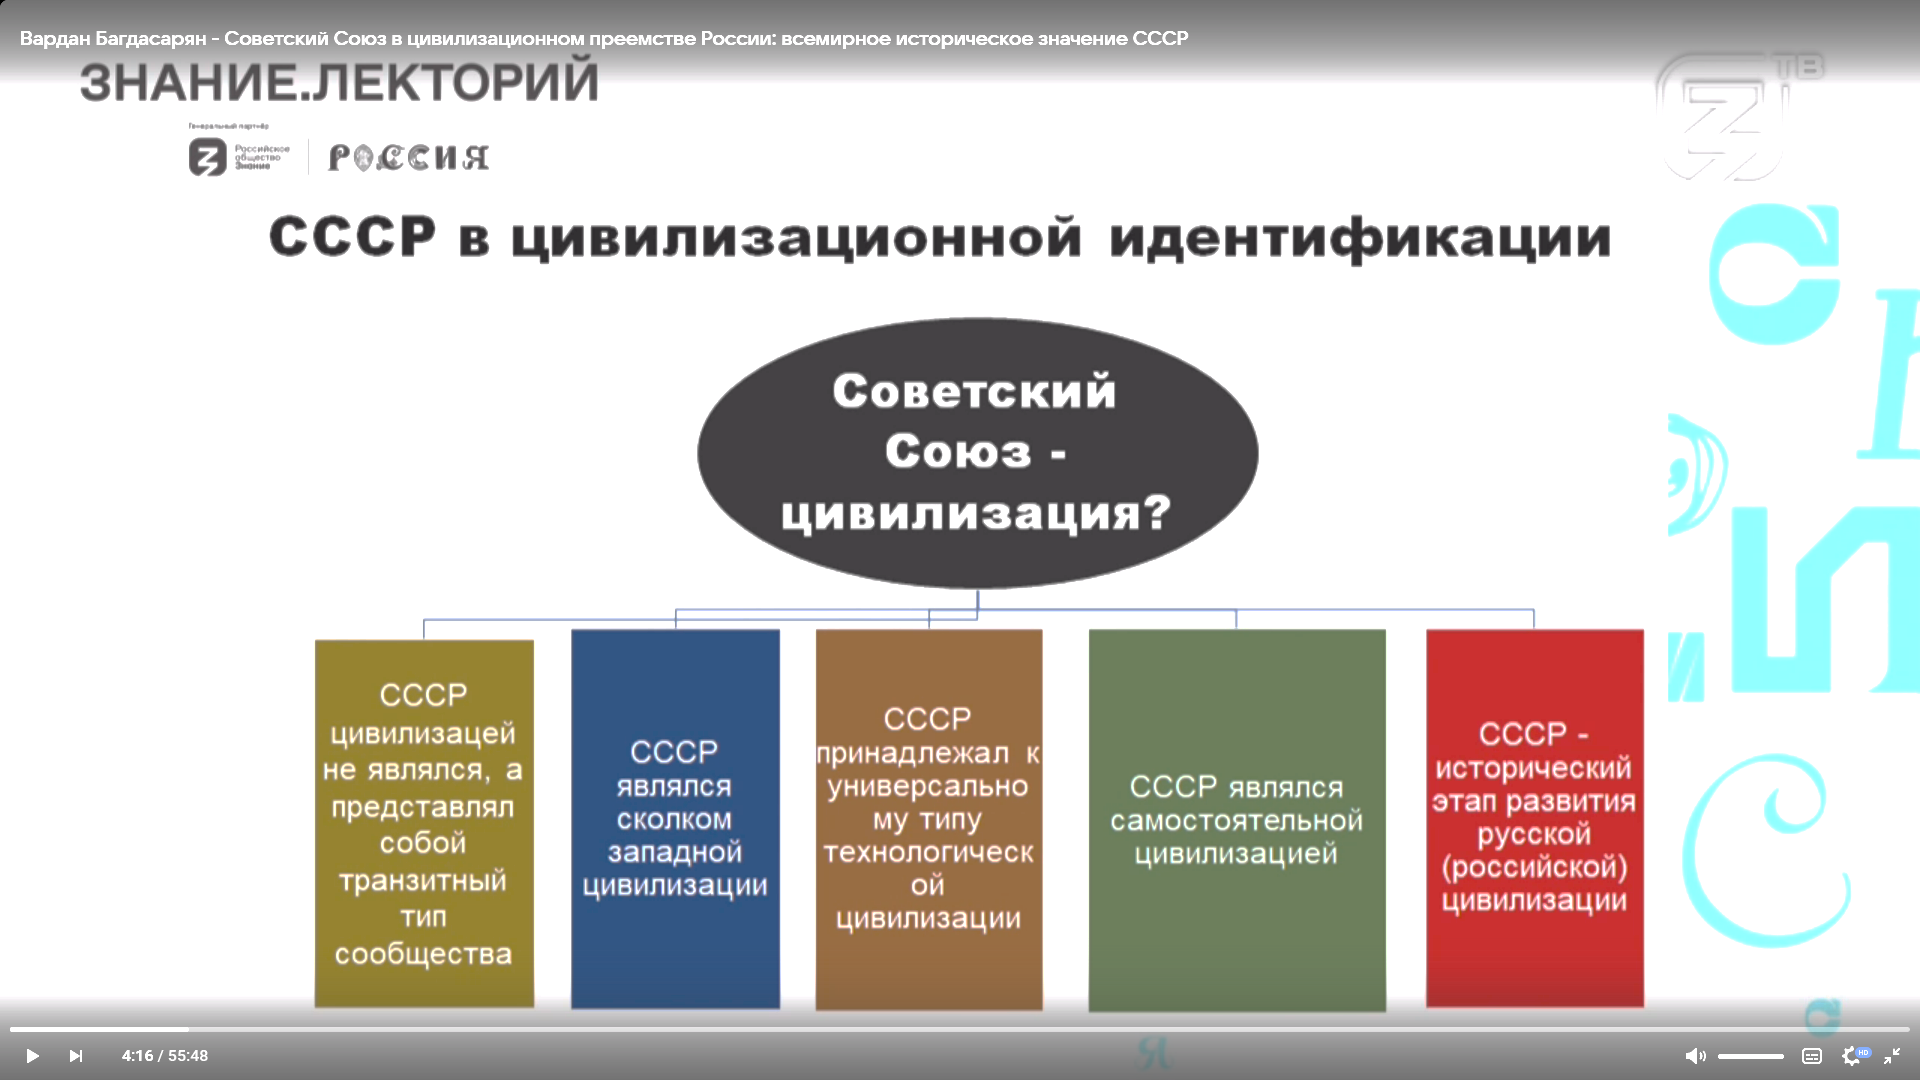 Вардан Багдасарян - Советский Союз в цивилизационном преемстве России: всемирное историческое значение СССР
ЗНАНИЕ.ЛЕКТОРИЙ
ТВ
Генеральный партнёр
Российское
общество
Знание
РОССИЯ
СССР в цивилизационной идентификации
Советский
Союз -
цивилизация?
СССР
цивилизацей
не являлся, а
представлял
собой
транзитный
тип
сообщества
СССР
являлся
сколком
западной
цивилизации
СССР
принадлежал к
универсально
му типу
технологическ
ой
цивилизации
СССР являлся
самостоятельной
цивилизацией
СССР -
исторический
этап развития
русской
(российской)
цивилизации
4:16 / 55:48
HD